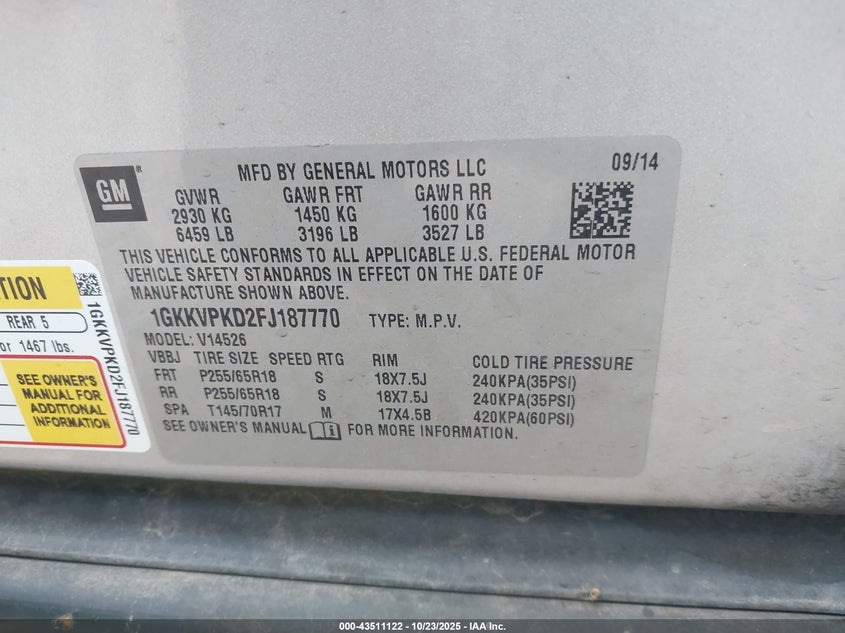 MFD BY GENERAL MOTORS LLC 09/14
GM
GVWR GAWR FRT GAWR RR
2930 KG 1450 KG 1600 KG
6459 LB 3196 LB 3527 LB
THIS VEHICLE CONFORMS TO ALL APPLICABLE U.S. FEDERAL MOTOR
VEHICLE SAFETY STANDARDS IN EFFECT ON THE DATE OF
MANUFACTURE SHOWN ABOVE.
1GKKVPKD2FJ187770 TYPE: M.P.V.
MODEL: V14526
VBBJ TIRE SIZE SPEED RTG RIM COLD TIRE PRESSURE
FRT P255/65R18 S 18X7.5J 240KPA(35PSI)
RR P255/65R18 S 18X7.5J 240KPA(35PSI)
SPA T145/70R17 M 17X4.5B 420KPA(60PSI)
SEE OWNER'S MANUAL FOR MORE INFORMATION.
TION
REAR 5
or 1467 lbs.
SEE OWNER'S
MANUAL FOR
ADDITIONAL
INFORMATION
1GKKVPKD2FJ187770
000-43511122 - 10/23/2025 - IAA Inc.